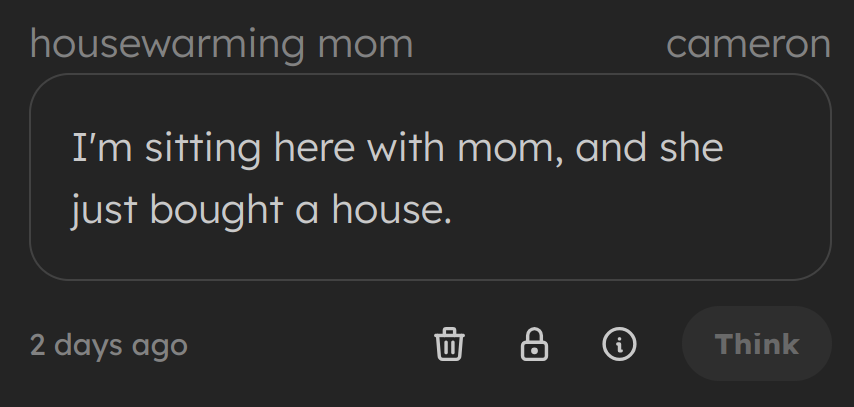 housewarming mom
cameron
I'm sitting here with mom, and she
just bought a house.
2 days ago
Think